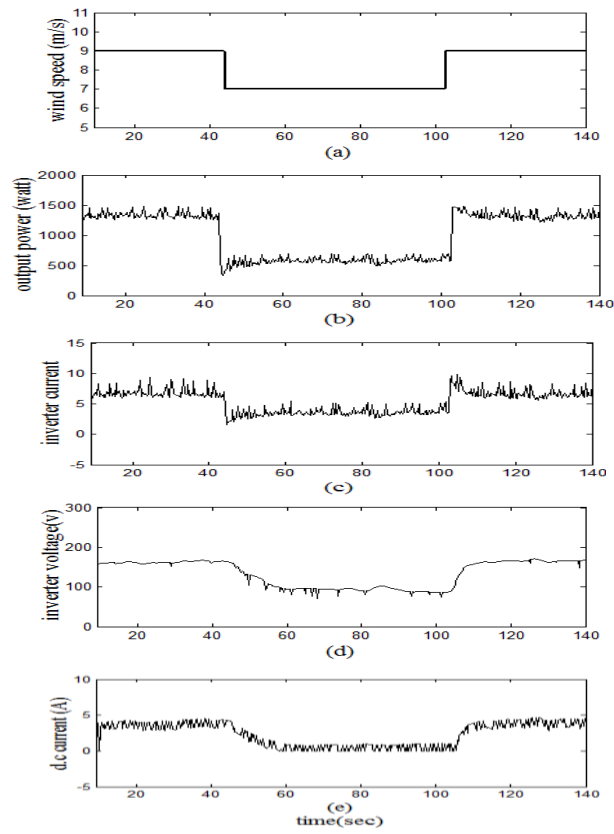 11
10
9
8
7
6
5
wind speed (m/s)
20 40 60 80 100 120 140
(a)
2000
1500
1000
500
0
output power (watt)
20 40 60 80 100 120 140
(b)
15
10
5
0
-5
inverter current
20 40 60 80 100 120 140
(c)
300
200
100
0
inverter voltage(v)
20 40 60 80 100 120 140
(d)
10
5
0
-5
d.c current (A)
20 40 60 80 100 120 140
(e)
time(sec)